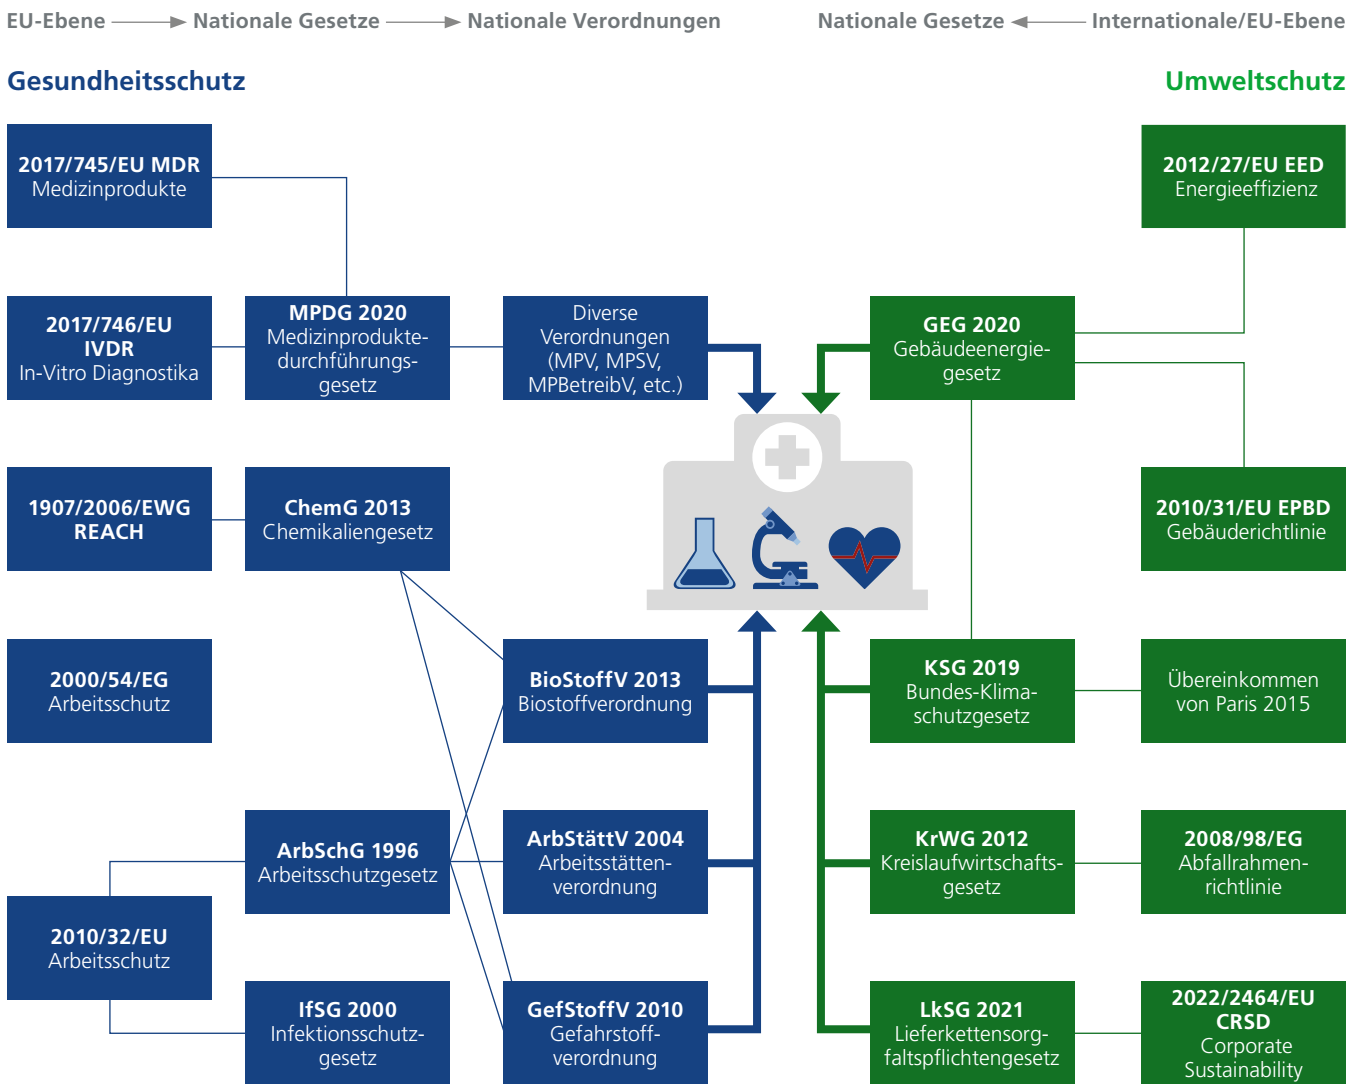 EU-Ebene
Nationale Gesetze
Nationale Verordnungen
Nationale Gesetze
Internationale/EU-Ebene
Gesundheitsschutz
Umweltschutz
2017/745/EU MDR
Medizinprodukte
2012/27/EU EED
Energieeffizienz
2017/746/EU
IVDR
In-Vitro Diagnostika
MPDG 2020
Medizinprodukte-
durchführungs-
gesetz
Diverse
Verordnungen
(MPV, MPSV,
MPBetreibV, etc.)
GEG 2020
Gebäudeenergie-
gesetz
1907/2006/EWG
REACH
ChemG 2013
Chemikaliengesetz
2010/31/EU EPBD
Gebäuderichtlinie
2000/54/EG
Arbeitsschutz
BioStoffV 2013
Biostoffverordnung
KSG 2019
Bundes-Klima-
schutzgesetz
Übereinkommen
von Paris 2015
ArbSchG 1996
Arbeitsschutzgesetz
ArbStättV 2004
Arbeitsstätten-
verordnung
KrWG 2012
Kreislaufwirtschafts-
gesetz
2008/98/EG
Abfallrahmen-
richtlinie
2010/32/EU
Arbeitsschutz
IfSG 2000
Infektionsschutz-
gesetz
GefStoffV 2010
Gefahrstoff-
verordnung
LkSG 2021
Lieferkettensorg-
faltspflichtengesetz
2022/2464/EU
CRSD
Corporate
Sustainability